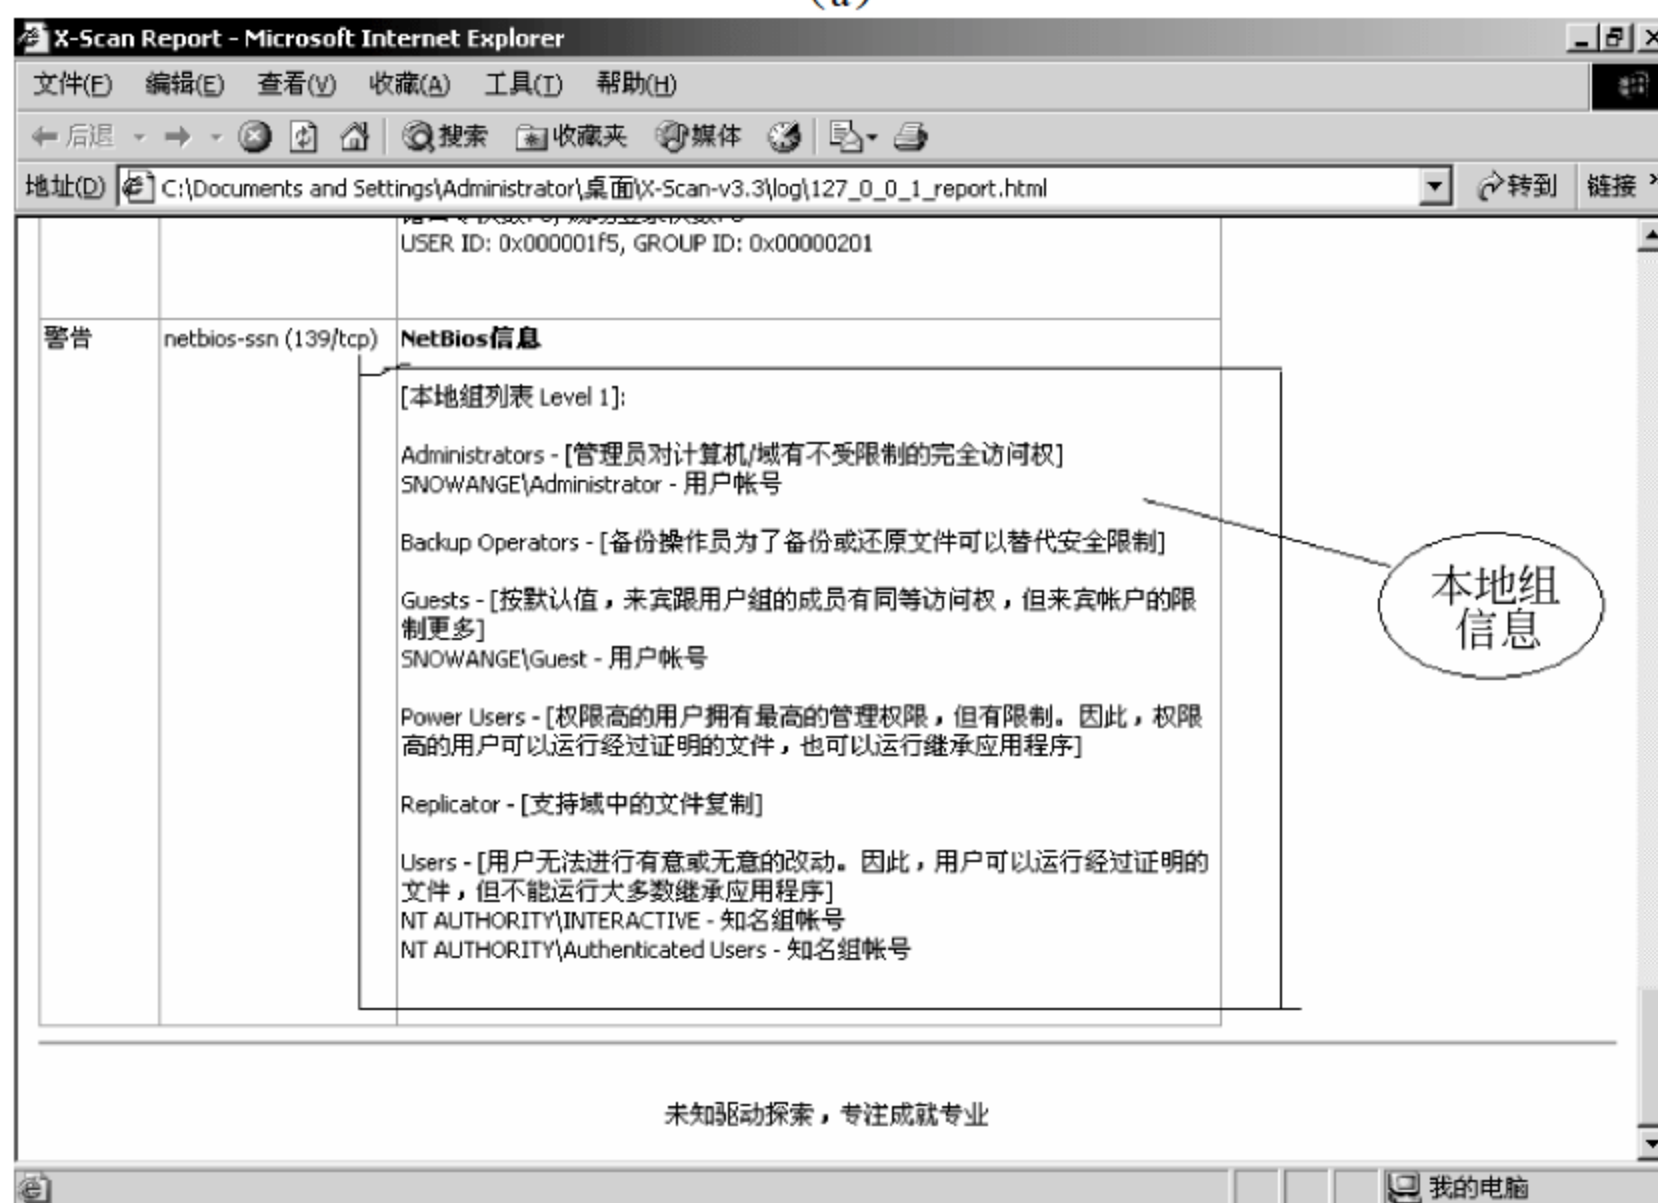 (a)
X-Scan Report - Microsoft Internet Explorer
文件(F) 编辑(E) 查看(V) 收藏(A) 工具(T) 帮助(H)
后退 搜索 收藏夹 媒体
地址(D) C:\Documents and Settings\Administrator\桌面\X-Scan-v3.3\log\127_0_0_1_report.html 转到 链接 »
USER ID: 0x000001f5, GROUP ID: 0x00000201
警告 netbios-ssn (139/tcp) NetBios信息
[本地组列表 Level 1]:
Administrators - [管理员对计算机/域有不受限制的完全访问权]
SNOWANGE\Administrator - 用户帐号
Backup Operators - [备份操作员为了备份或还原文件可以替代安全限制]
Guests - [按默认值，来宾跟用户组的成员有同等访问权，但来宾帐户的限
制更多]
SNOWANGE\Guest - 用户帐号
Power Users - [权限高的用户拥有最高的管理权限，但有限制。因此，权限
高的用户可以运行经过证明的文件，也可以运行继承应用程序]
Replicator - [支持域中的文件复制]
Users - [用户无法进行有意或无意的改动。因此，用户可以运行经过证明的
文件，但不能运行大多数继承应用程序]
NT AUTHORITY\INTERACTIVE - 知名组帐号
NT AUTHORITY\Authenticated Users - 知名组帐号
本地组
信息
未知驱动探索，专注成就专业
我的电脑